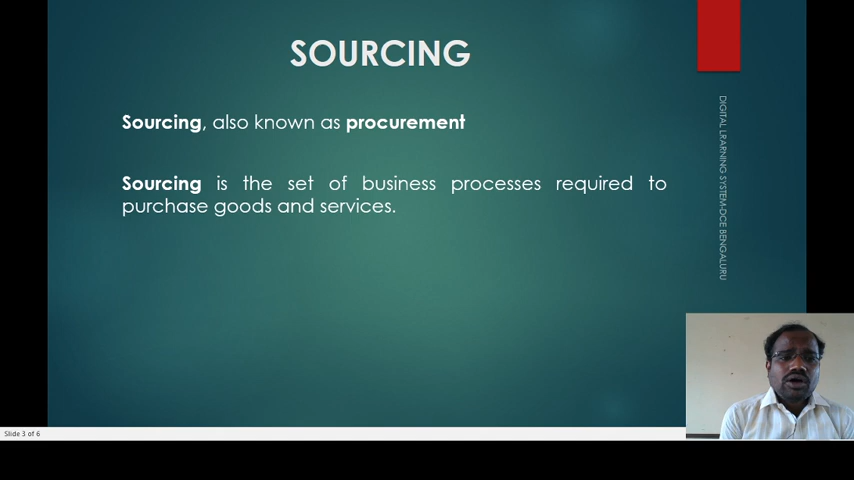 SOURCING
Sourcing, also known as procurement
Sourcing is the set of business processes required to
purchase goods and services.
DIGITAL LRARNING SYSTEM-DCE BENGALURU
Slide 3 of 6